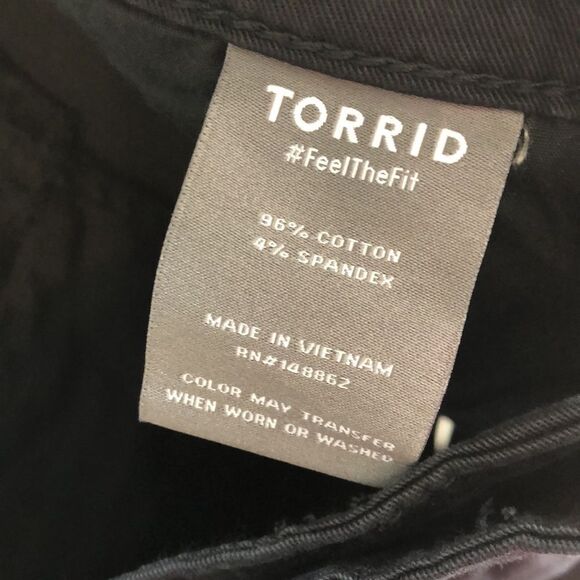 TORRID
#FeelTheFit
96% COTTON
4% SPANDEX
MADE IN VIETNAM
RN#148862
COLOR MAY TRANSFER
WHEN WORN OR WASHED